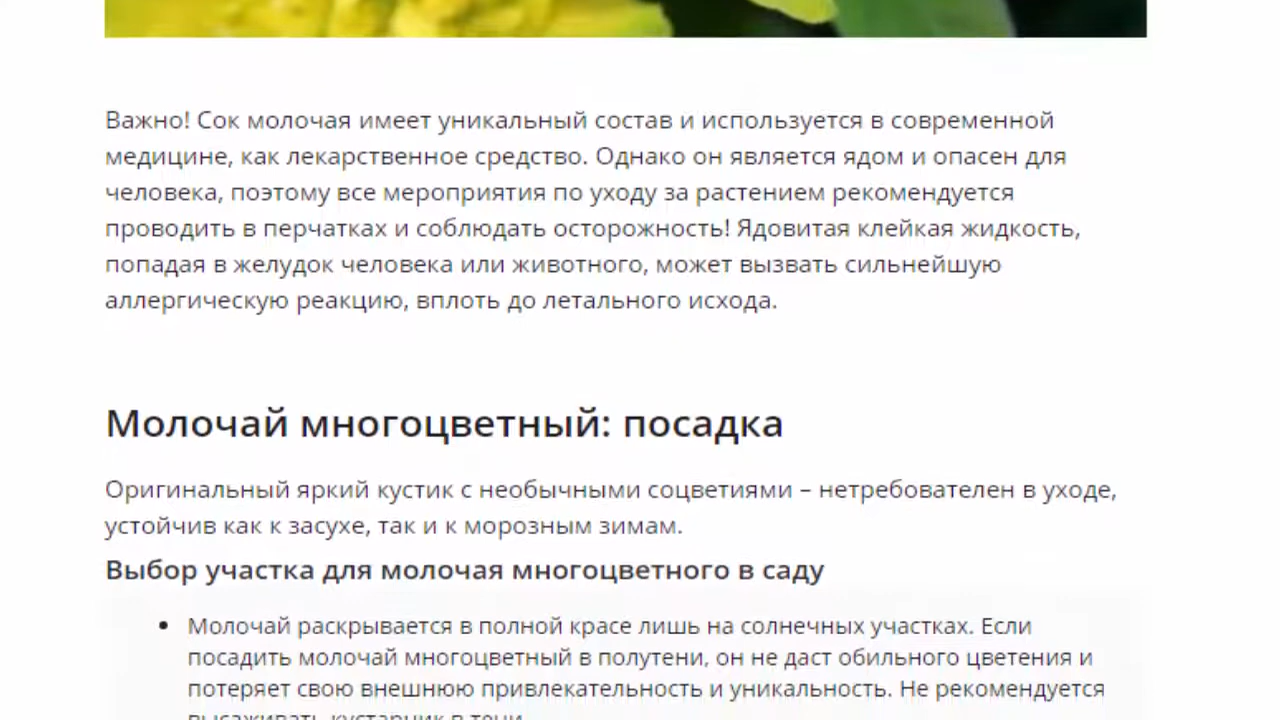 Важно! Сок молочая имеет уникальный состав и используется в современной
медицине, как лекарственное средство. Однако он является ядом и опасен для
человека, поэтому все мероприятия по уходу за растением рекомендуется
проводить в перчатках и соблюдать осторожность! Ядовитая клейкая жидкость,
попадая в желудок человека или животного, может вызвать сильнейшую
аллергическую реакцию, вплоть до летального исхода.
Молочай многоцветный: посадка
Оригинальный яркий кустик с необычными соцветиями – нетребователен в уходе,
устойчив как к засухе, так и к морозным зимам.
Выбор участка для молочая многоцветного в саду
• Молочай раскрывается в полной красе лишь на солнечных участках. Если
посадить молочай многоцветный в полутени, он не даст обильного цветения и
потеряет свою внешнюю привлекательность и уникальность. Не рекомендуется
высаживать кустарник в тени.